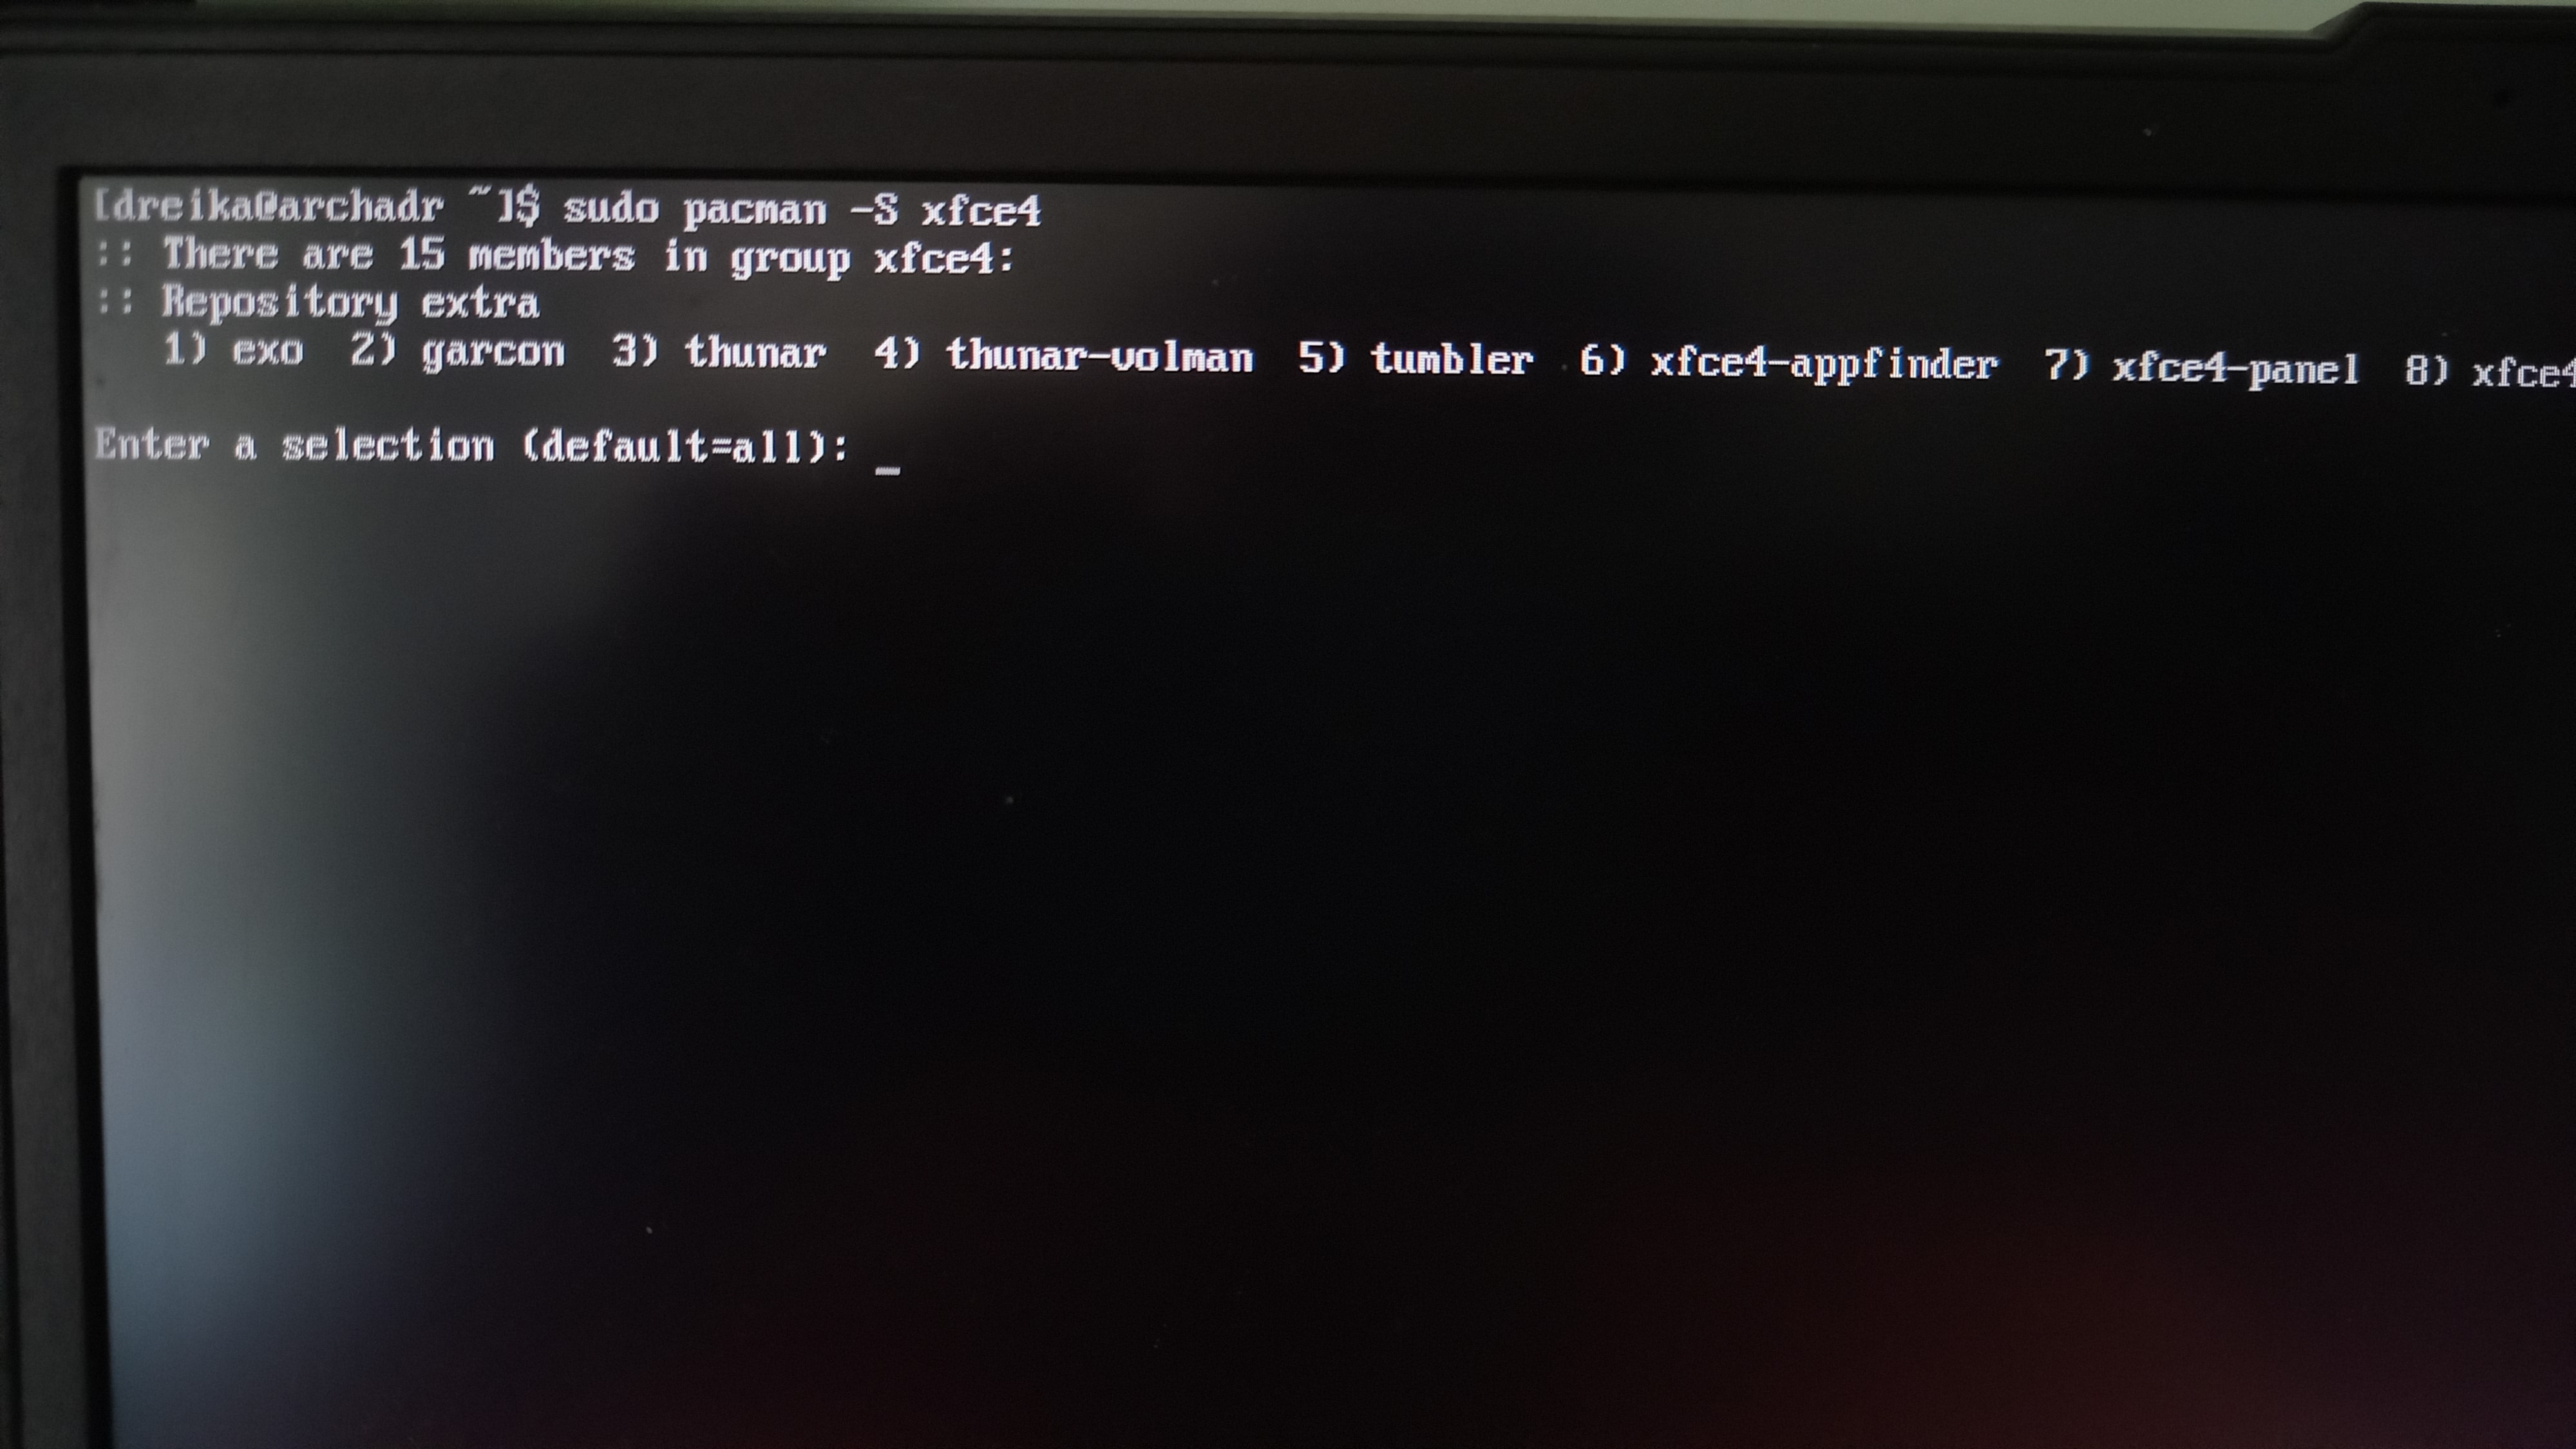 [dreika@archadr ~]$ sudo pacman -S xfce4
:: There are 15 members in group xfce4:
:: Repository extra
1) exo  2) garcon  3) thunar  4) thunar-volman  5) tumbler  6) xfce4-appfinder  7) xfce4-panel  8) xfce4
Enter a selection (default=all): _